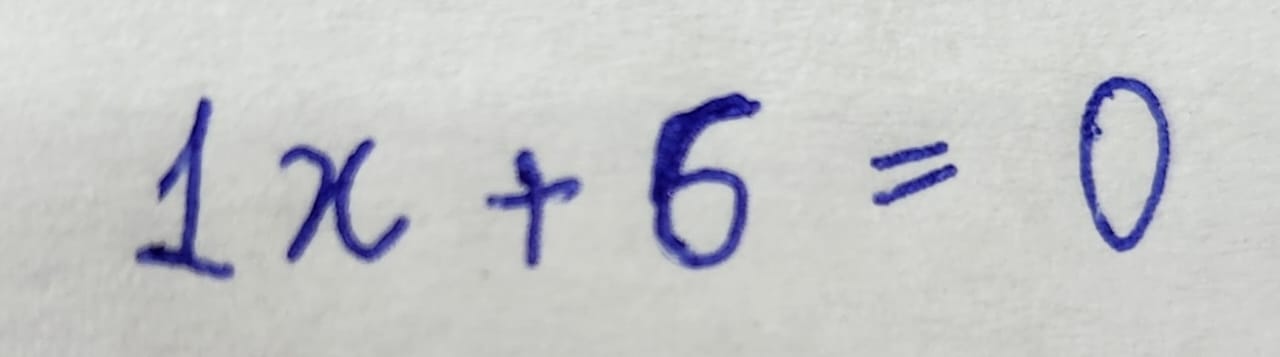 1x + 6 = 0